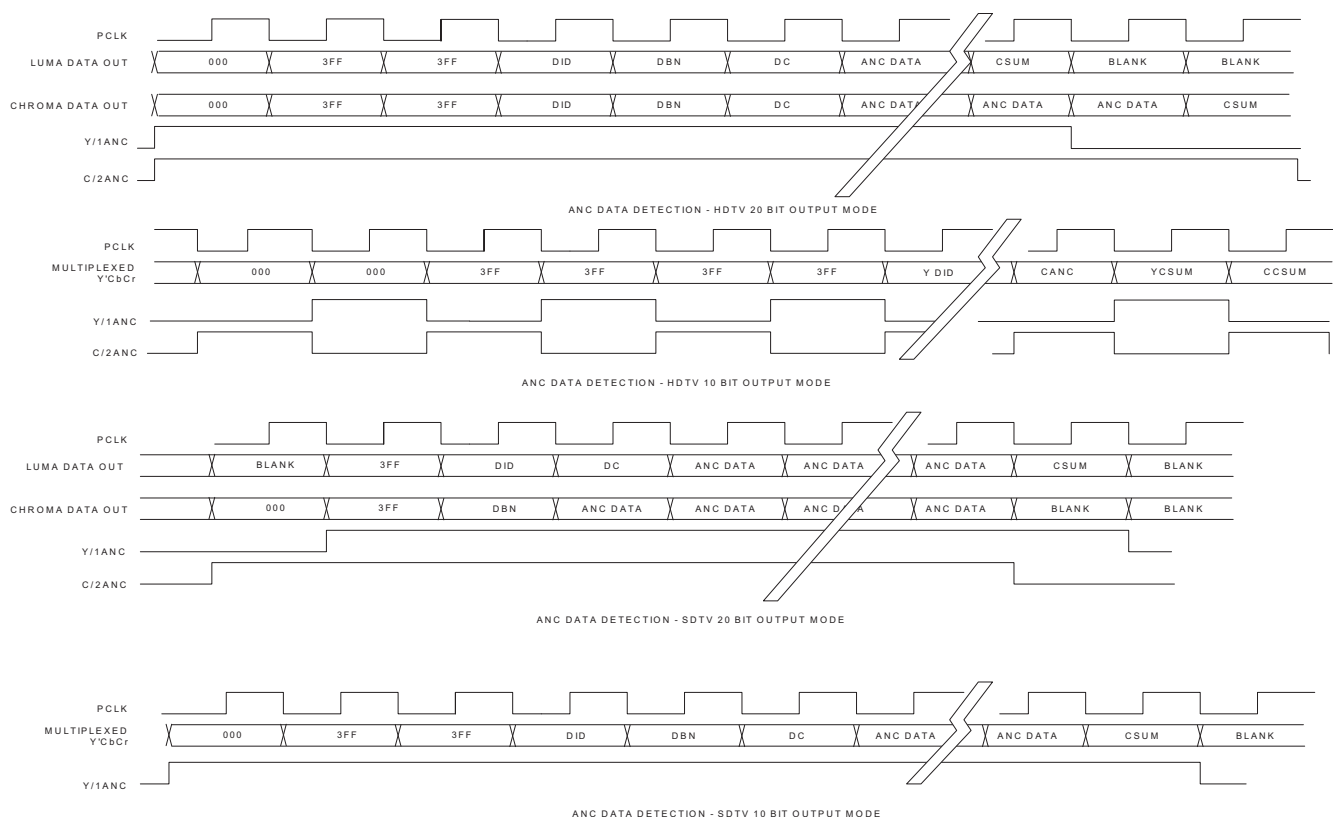 PCLK
LUMA DATA OUT 000 3FF 3FF DID DBN DC ANC DATA CSUM BLANK BLANK
CHROMA DATA OUT 000 3FF 3FF DID DBN DC ANC DATA ANC DATA ANC DATA CSUM
Y/1ANC
C/2ANC
ANC DATA DETECTION - HDTV 20 BIT OUTPUT MODE
PCLK
MULTIPLEXED
Y'CbCr 000 000 3FF 3FF 3FF 3FF Y DID CANC YCSUM CCSUM
Y/1ANC
C/2ANC
ANC DATA DETECTION - HDTV 10 BIT OUTPUT MODE
PCLK
LUMA DATA OUT BLANK 3FF DID DC ANC DATA ANC DATA ANC DATA CSUM BLANK
CHROMA DATA OUT 000 3FF DBN ANC DATA ANC DATA ANC DATA ANC DATA BLANK BLANK
Y/1ANC
C/2ANC
ANC DATA DETECTION - SDTV 20 BIT OUTPUT MODE
PCLK
MULTIPLEXED
Y'CbCr 000 3FF 3FF DID DBN DC ANC DATA ANC DATA CSUM BLANK
Y/1ANC
ANC DATA DETECTION - SDTV 10 BIT OUTPUT MODE